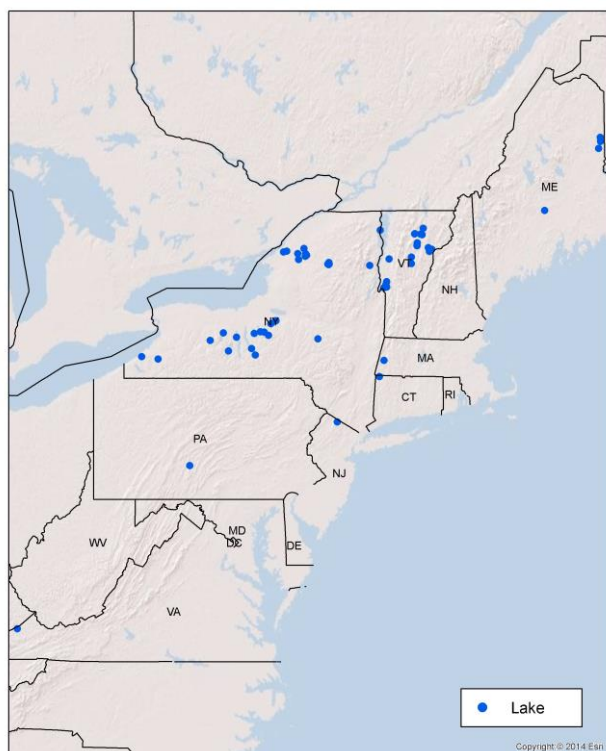 ME
VT
NH
NY
MA
CT
RI
PA
NJ
MD
DC
DE
WV
VA
Lake
Copyright © 2014 Esri